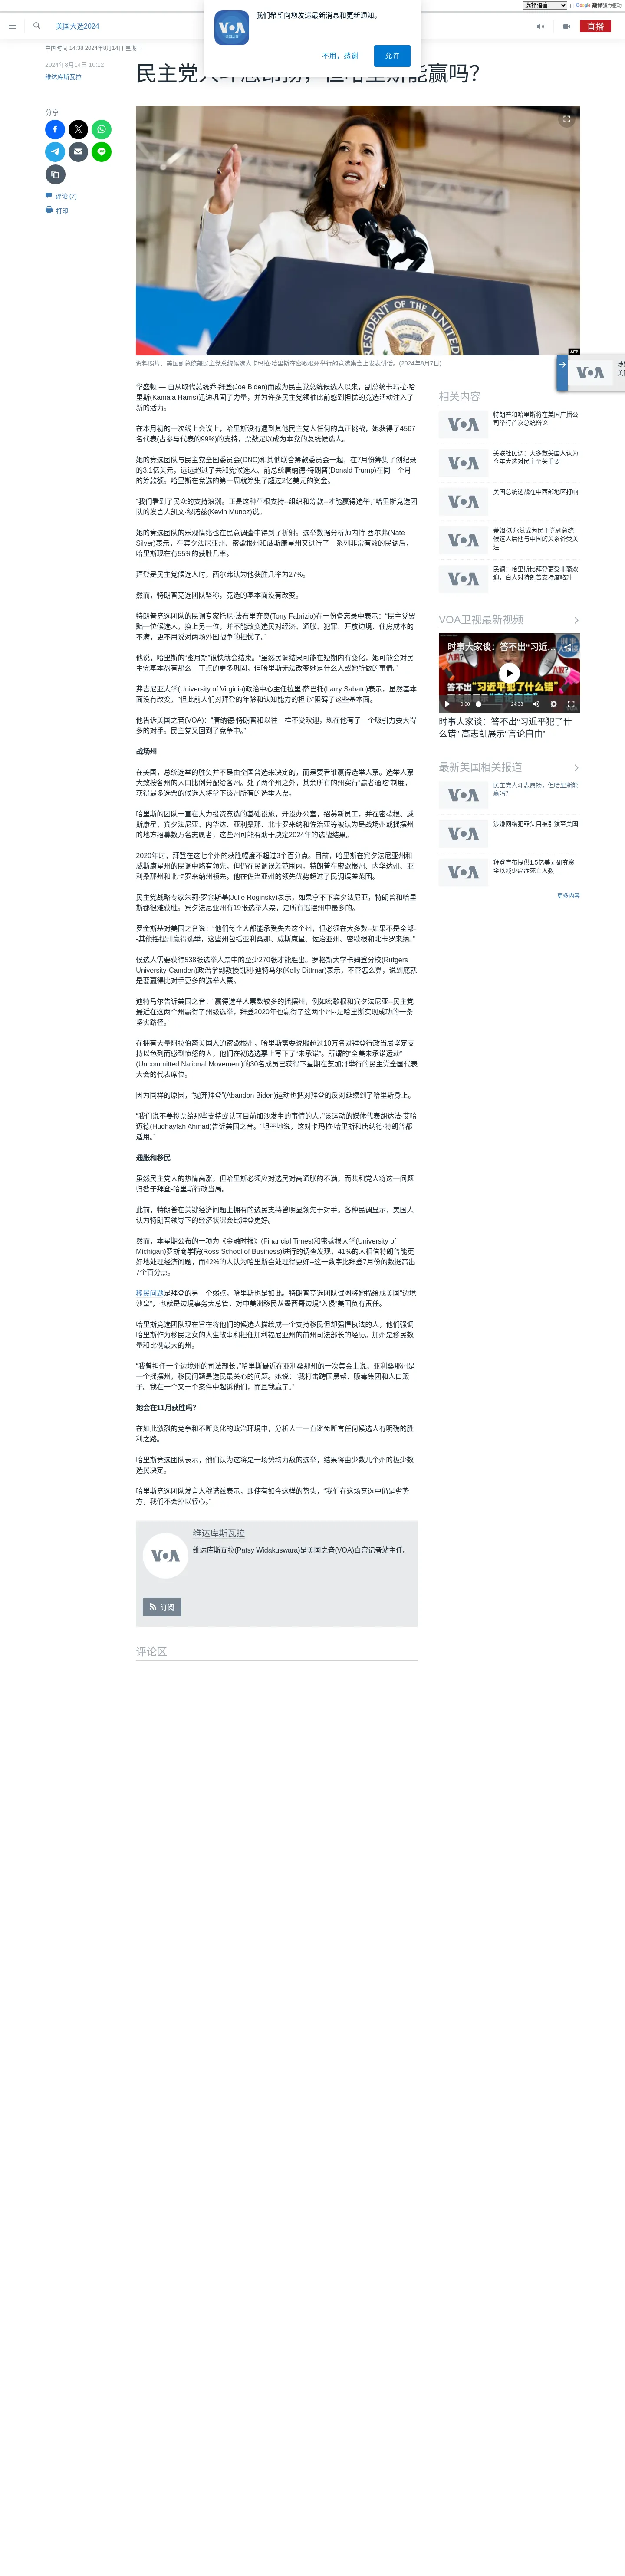 选择语言 由 Google 翻译强力驱动
美国大选2024
直播
VOA
我们希望向您发送最新消息和更新通知。
不用，感谢
允许
中国时间 14:38 2024年8月14日 星期三
2024年8月14日 10:12
维达库斯瓦拉
分享
评论 (7)
打印
AFP
资料照片：美国副总统兼民主党总统候选人卡玛拉·哈里斯在密歇根州举行的竞选集会上发表讲话。(2024年8月7日)
华盛顿 — 自从取代总统乔·拜登(Joe Biden)而成为民主党总统候选人以来，副总统卡玛拉·哈
里斯(Kamala Harris)迅速巩固了力量，并为许多民主党领袖此前感到担忧的竞选活动注入了
新的活力。
在本月初的一次线上会议上，哈里斯没有遇到其他民主党人任何的真正挑战，她获得了4567
名代表(占参与代表的99%)的支持，票数足以成为本党的总统候选人。
她的竞选团队与民主党全国委员会(DNC)和其他联合筹款委员会一起，在7月份筹集了创纪录
的3.1亿美元，远远超过了共和党候选人、前总统唐纳德·特朗普(Donald Trump)在同一个月
的筹款额。哈里斯在竞选的第一周就筹集了超过2亿美元的资金。
“我们看到了民众的支持浪潮。正是这种草根支持--组织和筹款--才能赢得选举，”哈里斯竞选团
队的发言人凯文·穆诺兹(Kevin Munoz)说。
她的竞选团队的乐观情绪也在民意调查中得到了折射。选举数据分析师内特·西尔弗(Nate
Silver)表示，在宾夕法尼亚州、密歇根州和威斯康星州又进行了一系列非常有效的民调后，
哈里斯现在有55%的获胜几率。
拜登是民主党候选人时，西尔弗认为他获胜几率为27%。
然而，特朗普竞选团队坚称，竞选的基本面没有改变。
特朗普竞选团队的民调专家托尼·法布里齐奥(Tony Fabrizio)在一份备忘录中表示：“民主党罢
黜一位候选人，换上另一位，并不能改变选民对经济、通胀、犯罪、开放边境、住房成本的
不满，更不用说对两场外国战争的担忧了。”
他说，哈里斯的“蜜月期”很快就会结束。“虽然民调结果可能在短期内有变化，她可能会对民
主党基本盘有那么一丁点的更多巩固，但哈里斯无法改变她是什么人或她所做的事情。”
弗吉尼亚大学(University of Virginia)政治中心主任拉里·萨巴托(Larry Sabato)表示，虽然基本
面没有改变，“但此前人们对拜登的年龄和认知能力的担心”阻碍了这些基本面。
他告诉美国之音(VOA)：“唐纳德·特朗普和以往一样不受欢迎，现在他有了一个吸引力要大得
多的对手。民主党又回到了竞争中。”
战场州
在美国，总统选举的胜负并不是由全国普选来决定的，而是要看谁赢得选举人票。选举人票
大致按各州的人口比例分配给各州。处了两个州之外，其余所有的州实行“赢者通吃”制度，
获得最多选票的候选人将拿下该州所有的选举人票。
哈里斯的团队一直在大力投资竞选的基础设施，开设办公室，招募新员工，并在密歇根、威
斯康星、宾夕法尼亚、内华达、亚利桑那、北卡罗来纳和佐治亚等被认为是战场州或摇摆州
的地方招募数万名志愿者，这些州可能有助于决定2024年的选战结果。
2020年时，拜登在这七个州的获胜幅度不超过3个百分点。目前，哈里斯在宾夕法尼亚州和
威斯康星州的民调中略有领先，但仍在民调误差范围内。特朗普在密歇根州、内华达州、亚
利桑那州和北卡罗来纳州领先。他在佐治亚州的领先优势超过了民调误差范围。
民主党战略专家朱莉·罗金斯基(Julie Roginsky)表示，如果拿不下宾夕法尼亚，特朗普和哈里
斯都很难获胜。宾夕法尼亚州有19张选举人票，是所有摇摆州中最多的。
罗金斯基对美国之音说：“他们每个人都能承受失去这个州，但必须在大多数--如果不是全部-
-其他摇摆州赢得选举，这些州包括亚利桑那、威斯康星、佐治亚州、密歇根和北卡罗来纳。”
候选人需要获得538张选举人票中的至少270张才能胜出。罗格斯大学卡姆登分校(Rutgers
University-Camden)政治学副教授凯利·迪特马尔(Kelly Dittmar)表示，不管怎么算，说到底就
是要赢得比对手更多的选举人票。
迪特马尔告诉美国之音：“赢得选举人票数较多的摇摆州，例如密歇根和宾夕法尼亚--民主党
最近在这两个州赢得了州级选举，拜登2020年也赢得了这两个州--是哈里斯实现成功的一条
坚实路径。”
在拥有大量阿拉伯裔美国人的密歇根州，哈里斯需要说服超过10万名对拜登行政当局坚定支
持以色列而感到愤怒的人，他们在初选选票上写下了“未承诺”。所谓的“全美未承诺运动”
(Uncommitted National Movement)的30名成员已获得下星期在芝加哥举行的民主党全国代表
大会的代表席位。
因为同样的原因，“抛弃拜登”(Abandon Biden)运动也把对拜登的反对延续到了哈里斯身上。
“我们说不要投票给那些支持或认可目前加沙发生的事情的人，”该运动的媒体代表胡达法·艾哈
迈德(Hudhayfah Ahmad)告诉美国之音。“坦率地说，这对卡玛拉·哈里斯和唐纳德·特朗普都
适用。”
通胀和移民
虽然民主党人的热情高涨，但哈里斯必须应对选民对高通胀的不满，而共和党人将这一问题
归咎于拜登-哈里斯行政当局。
此前，特朗普在关键经济问题上拥有的选民支持曾明显领先于对手。各种民调显示，美国人
认为特朗普领导下的经济状况会比拜登更好。
然而，本星期公布的一项为《金融时报》(Financial Times)和密歇根大学(University of
Michigan)罗斯商学院(Ross School of Business)进行的调查发现，41%的人相信特朗普能更
好地处理经济问题，而42%的人认为哈里斯会处理得更好--这一数字比拜登7月份的数据高出
7个百分点。
移民问题是拜登的另一个弱点，哈里斯也是如此。特朗普竞选团队试图将她描绘成美国“边境
沙皇”，也就是边境事务大总管，对中美洲移民从墨西哥边境“入侵”美国负有责任。
哈里斯竞选团队现在旨在将他们的候选人描绘成一个支持移民但却强悍执法的人，他们强调
哈里斯作为移民之女的人生故事和担任加利福尼亚州的前州司法部长的经历。加州是移民数
量和比例最大的州。
“我曾担任一个边境州的司法部长，”哈里斯最近在亚利桑那州的一次集会上说。亚利桑那州是
一个摇摆州，移民问题是选民最关心的问题。她说：“我打击跨国黑帮、贩毒集团和人口贩
子。我在一个又一个案件中起诉他们，而且我赢了。”
她会在11月获胜吗?
在如此激烈的竞争和不断变化的政治环境中，分析人士一直避免断言任何候选人有明确的胜
利之路。
哈里斯竞选团队表示，他们认为这将是一场势均力敌的选举，结果将由少数几个州的极少数
选民决定。
哈里斯竞选团队发言人穆诺兹表示，即使有如今这样的势头，“我们在这场竞选中仍是劣势
方，我们不会掉以轻心。”
维达库斯瓦拉
维达库斯瓦拉(Patsy Widakuswara)是美国之音(VOA)白宫记者站主任。
订阅
评论区
相关内容
特朗普和哈里斯将在美国广播公
司举行首次总统辩论
美联社民调：大多数美国人认为
今年大选对民主至关重要
美国总统选战在中西部地区打响
蒂姆·沃尔兹成为民主党副总统
候选人后他与中国的关系备受关
注
民调：哈里斯比拜登更受非裔欢
迎，白人对特朗普支持度略升
VOA卫视最新视频
时事大家谈：答不出“习近...
答不出“习近平犯了什么错”
0:00 24:33
时事大家谈：答不出“习近平犯了什
么错” 高志凯展示“言论自由”
最新美国相关报道
民主党人斗志昂扬，但哈里斯能
赢吗?
涉嫌网络犯罪头目被引渡至美国
拜登宣布提供1.5亿美元研究资
金以减少癌症死亡人数
更多内容